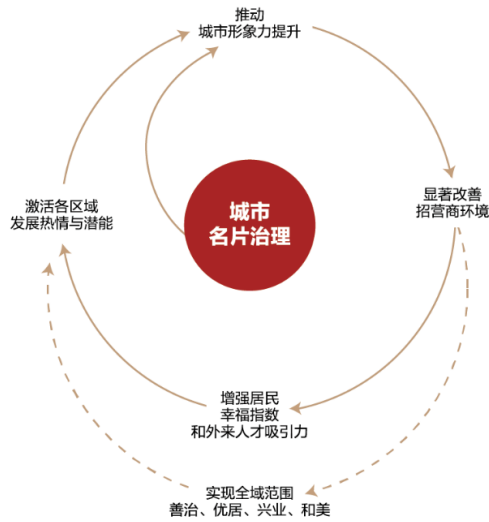 推动
城市形象力提升
显著改善
招营商环境
增强居民
幸福指数
和外来人才吸引力
实现全域范围
善治、优居、兴业、和美
激活各区域
发展热情与潜能
城市
名片治理